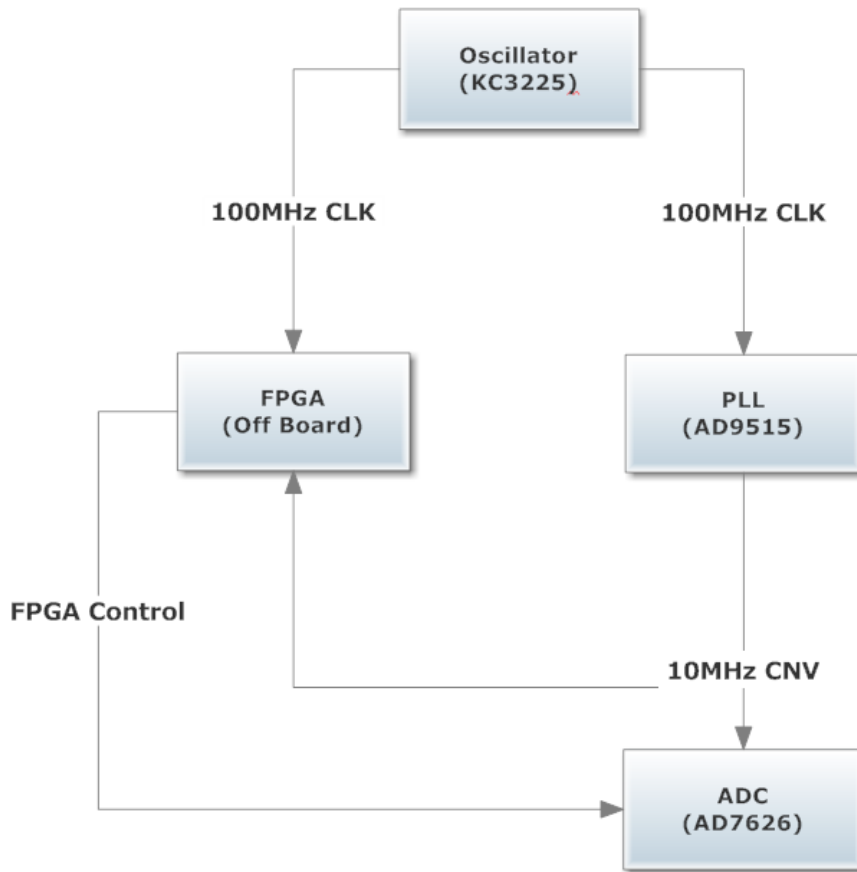 Oscillator
(KC3225)
100MHz CLK
100MHz CLK
FPGA
(Off Board)
PLL
(AD9515)
FPGA Control
10MHz CNV
ADC
(AD7626)